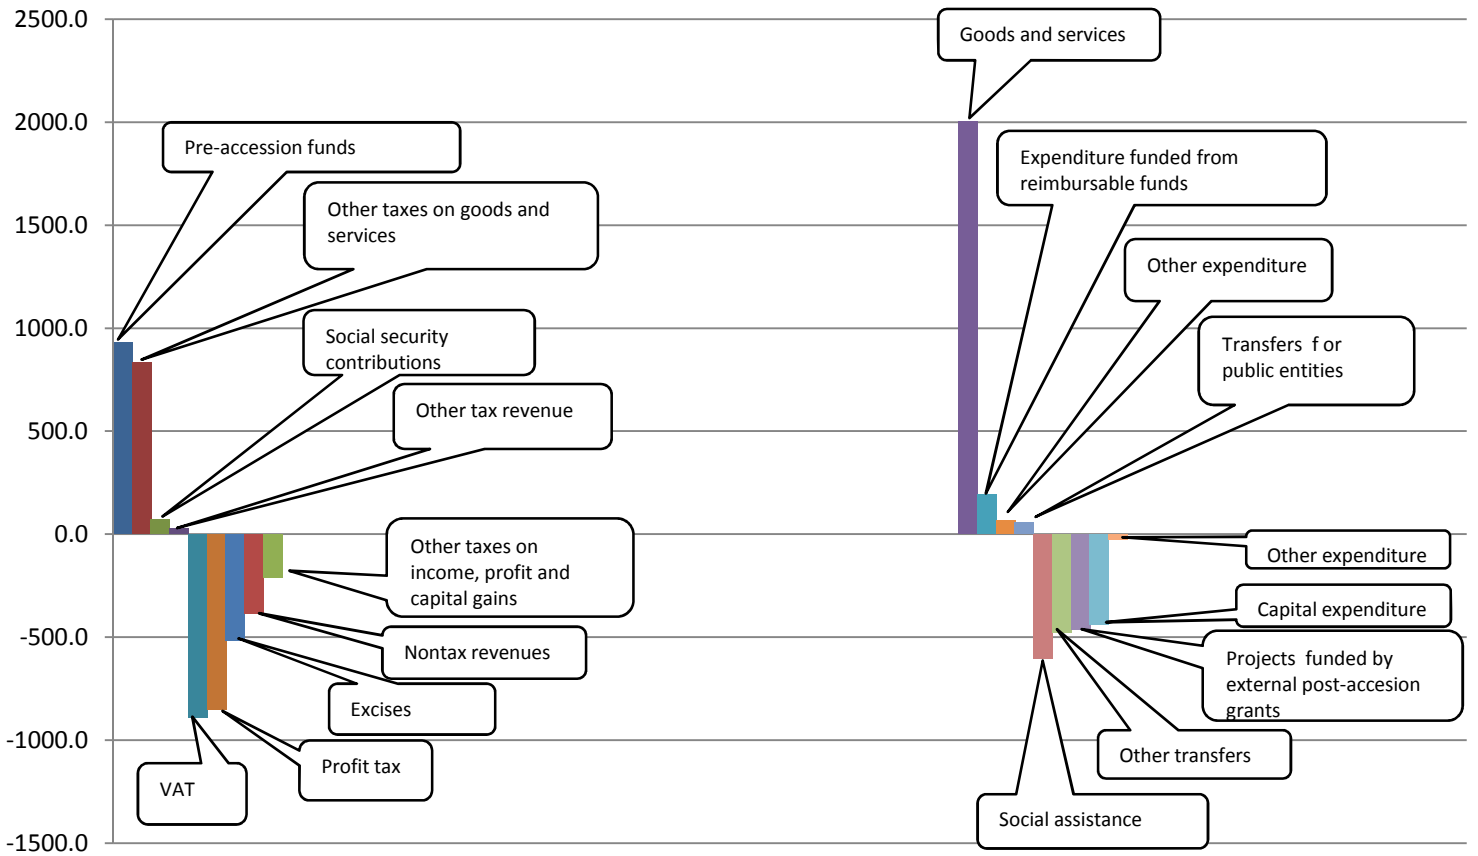 2500.0
2000.0
1500.0
1000.0
500.0
0.0
-500.0
-1000.0
-1500.0
Pre-accession funds
Other taxes on goods and
services
Social security
contributions
Other tax revenue
Other taxes on
income, profit and
capital gains
Nontax revenues
Excises
Profit tax
VAT
Goods and services
Expenditure funded from
reimbursable funds
Other expenditure
Transfers f or
public entities
Other expenditure
Capital expenditure
Projects funded by
external post-accesion
grants
Other transfers
Social assistance